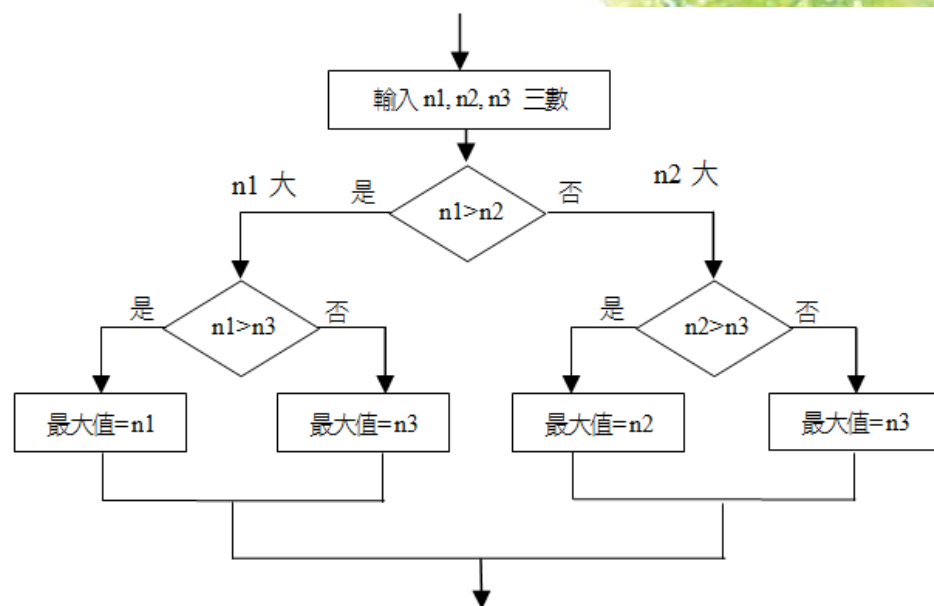 輸入 n1, n2, n3 三數
n1 大
是
n1>n2
否
n2 大
是
n1>n3
否
是
n2>n3
否
最大值=n1
最大值=n3
最大值=n2
最大值=n3